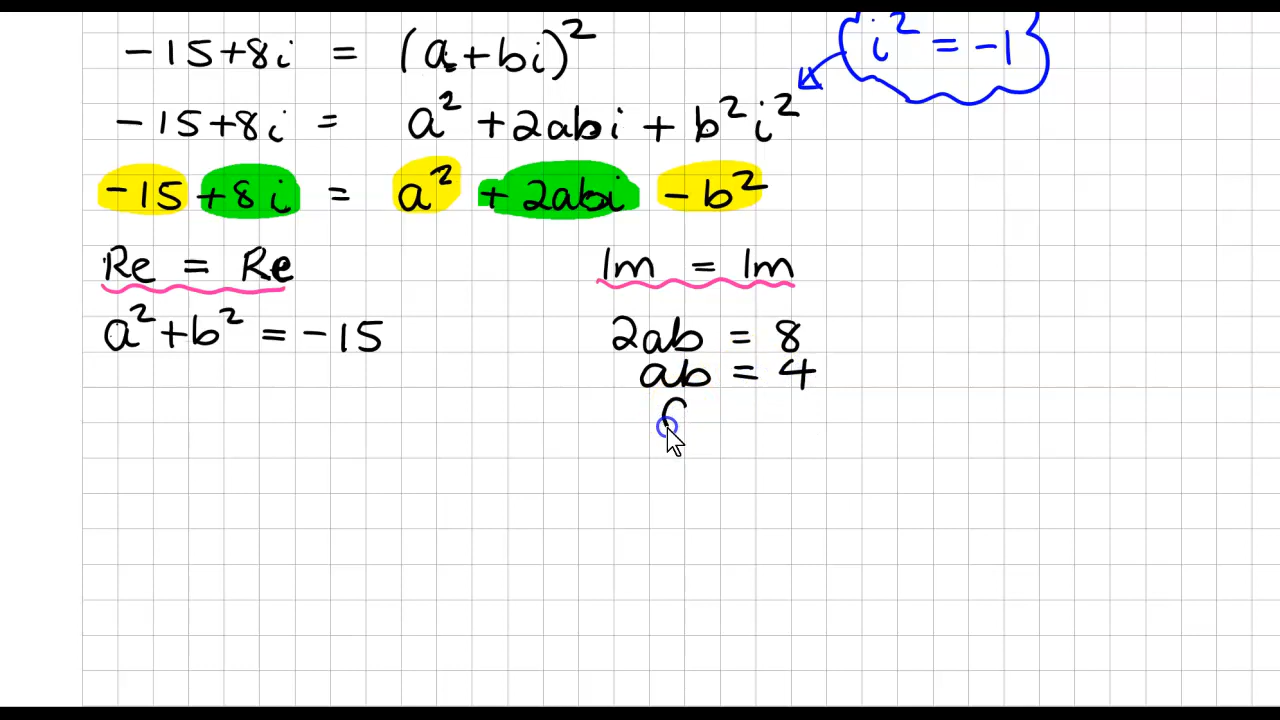 -15+8i = (a+bi)²
i² = -1
-15+8i = a² +2abi + b²i²
-15 +8i = a² + 2abi - b²
Re = Re
Im = Im
a²+b² = -15
2ab = 8
ab = 4